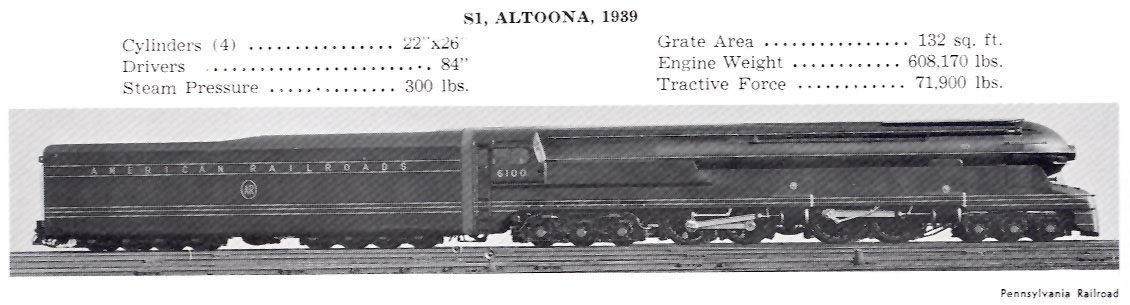 S1, ALTOONA, 1939
Cylinders (4) ................ 22"x26"
Drivers ......................... 84"
Steam Pressure .............. 300 lbs.
Grate Area ................ 132 sq. ft.
Engine Weight ............ 608,170 lbs.
Tractive Force ............ 71,900 lbs.
AMERICAN RAILROADS
AR
6100
Pennsylvania Railroad